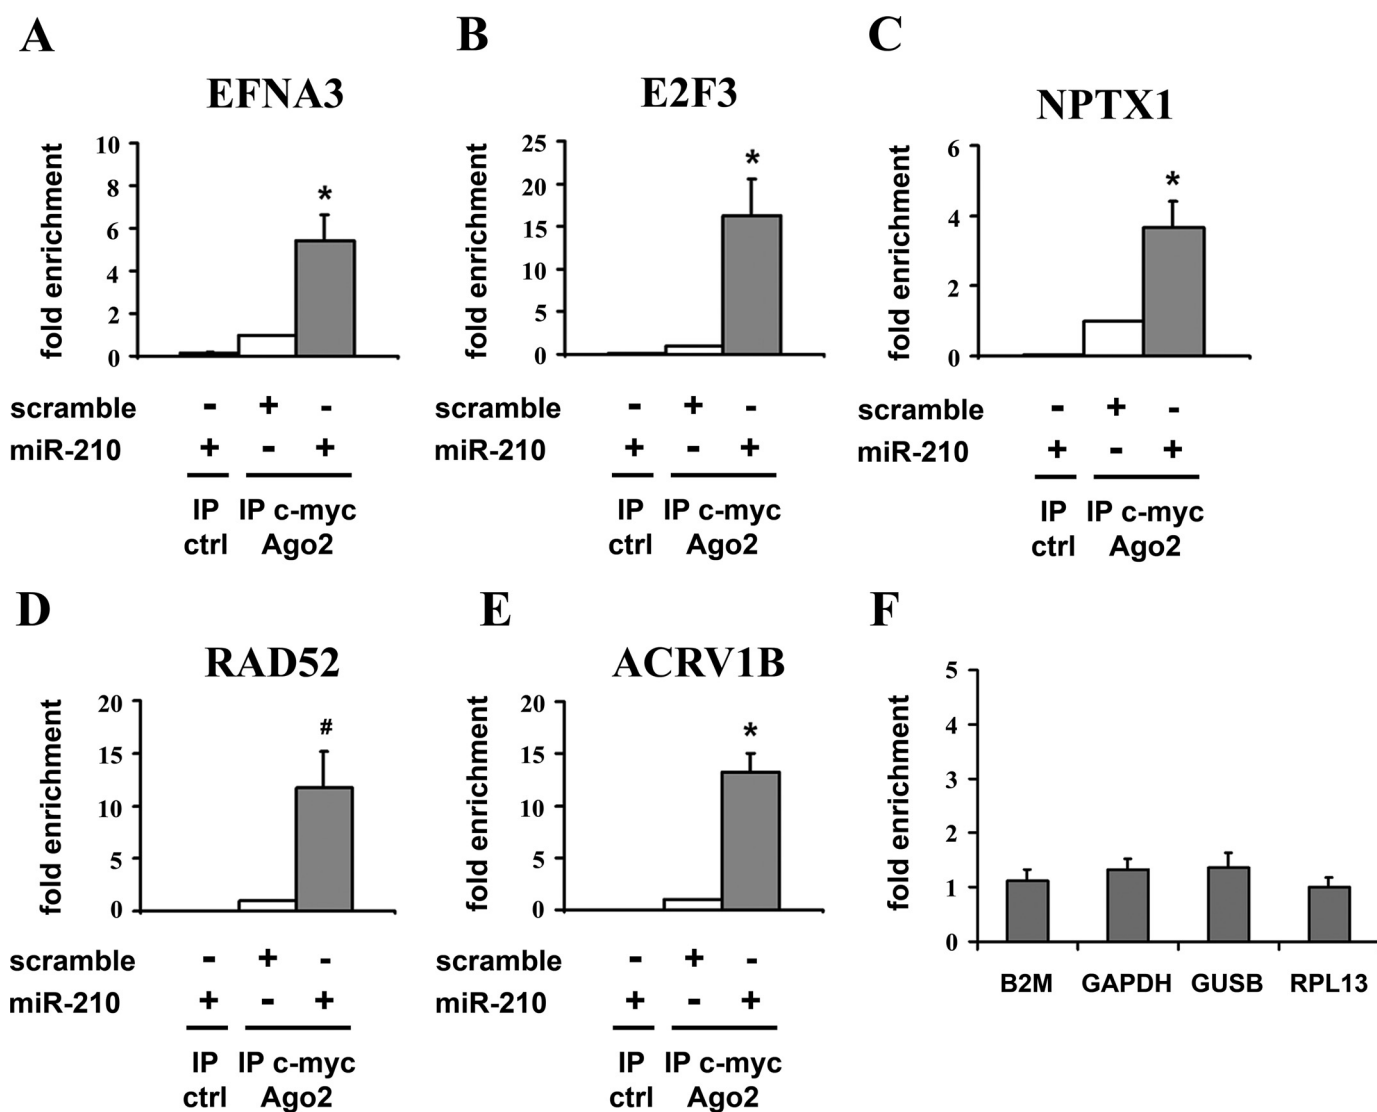 A
B
C
EFNA3
E2F3
NPTX1
fold enrichment
10
8
6
4
2
0
*
fold enrichment
25
20
15
10
5
0
*
fold enrichment
6
4
2
0
*
scramble - + -
miR-210 + - +
IP IP c-myc
ctrl Ago2
scramble - + -
miR-210 + - +
IP IP c-myc
ctrl Ago2
scramble - + -
miR-210 + - +
IP IP c-myc
ctrl Ago2
D
E
F
RAD52
ACRV1B
fold enrichment
20
15
10
5
0
#
fold enrichment
20
15
10
5
0
*
fold enrichment
5
4
3
2
1
0
B2M GAPDH GUSB RPL13
scramble - + -
miR-210 + - +
IP IP c-myc
ctrl Ago2
scramble - + -
miR-210 + - +
IP IP c-myc
ctrl Ago2